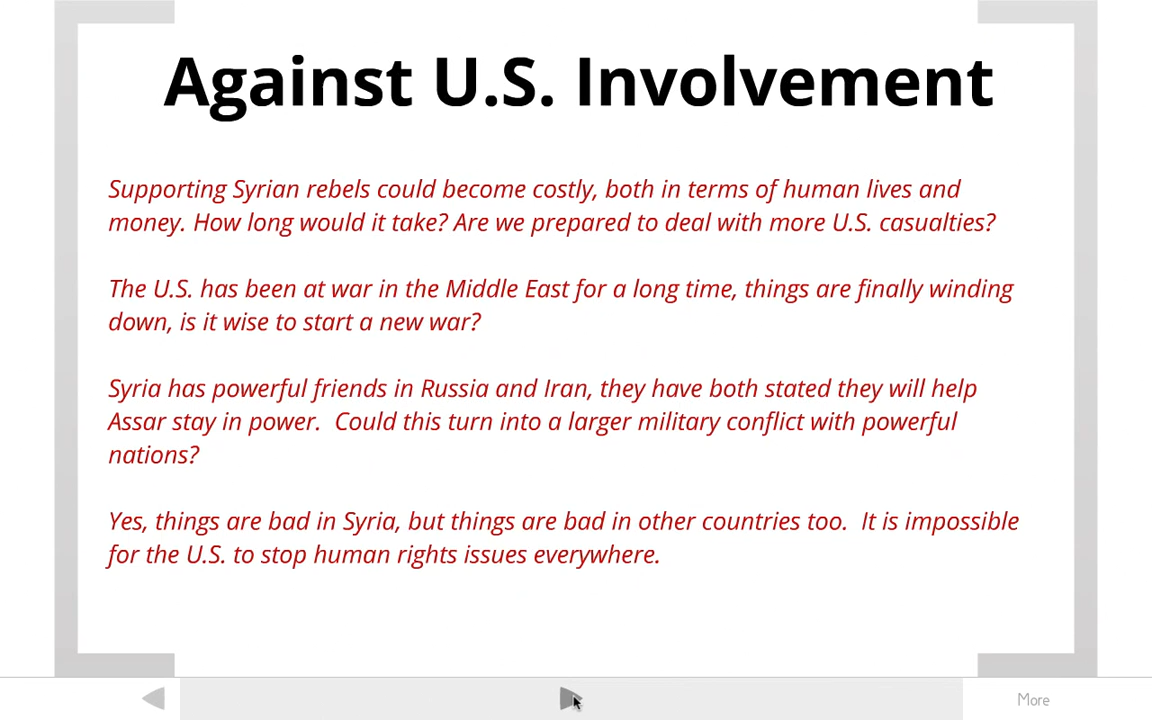 Against U.S. Involvement
Supporting Syrian rebels could become costly, both in terms of human lives and
money. How long would it take? Are we prepared to deal with more U.S. casualties?
The U.S. has been at war in the Middle East for a long time, things are finally winding
down, is it wise to start a new war?
Syria has powerful friends in Russia and Iran, they have both stated they will help
Assar stay in power.  Could this turn into a larger military conflict with powerful
nations?
Yes, things are bad in Syria, but things are bad in other countries too.  It is impossible
for the U.S. to stop human rights issues everywhere.
More